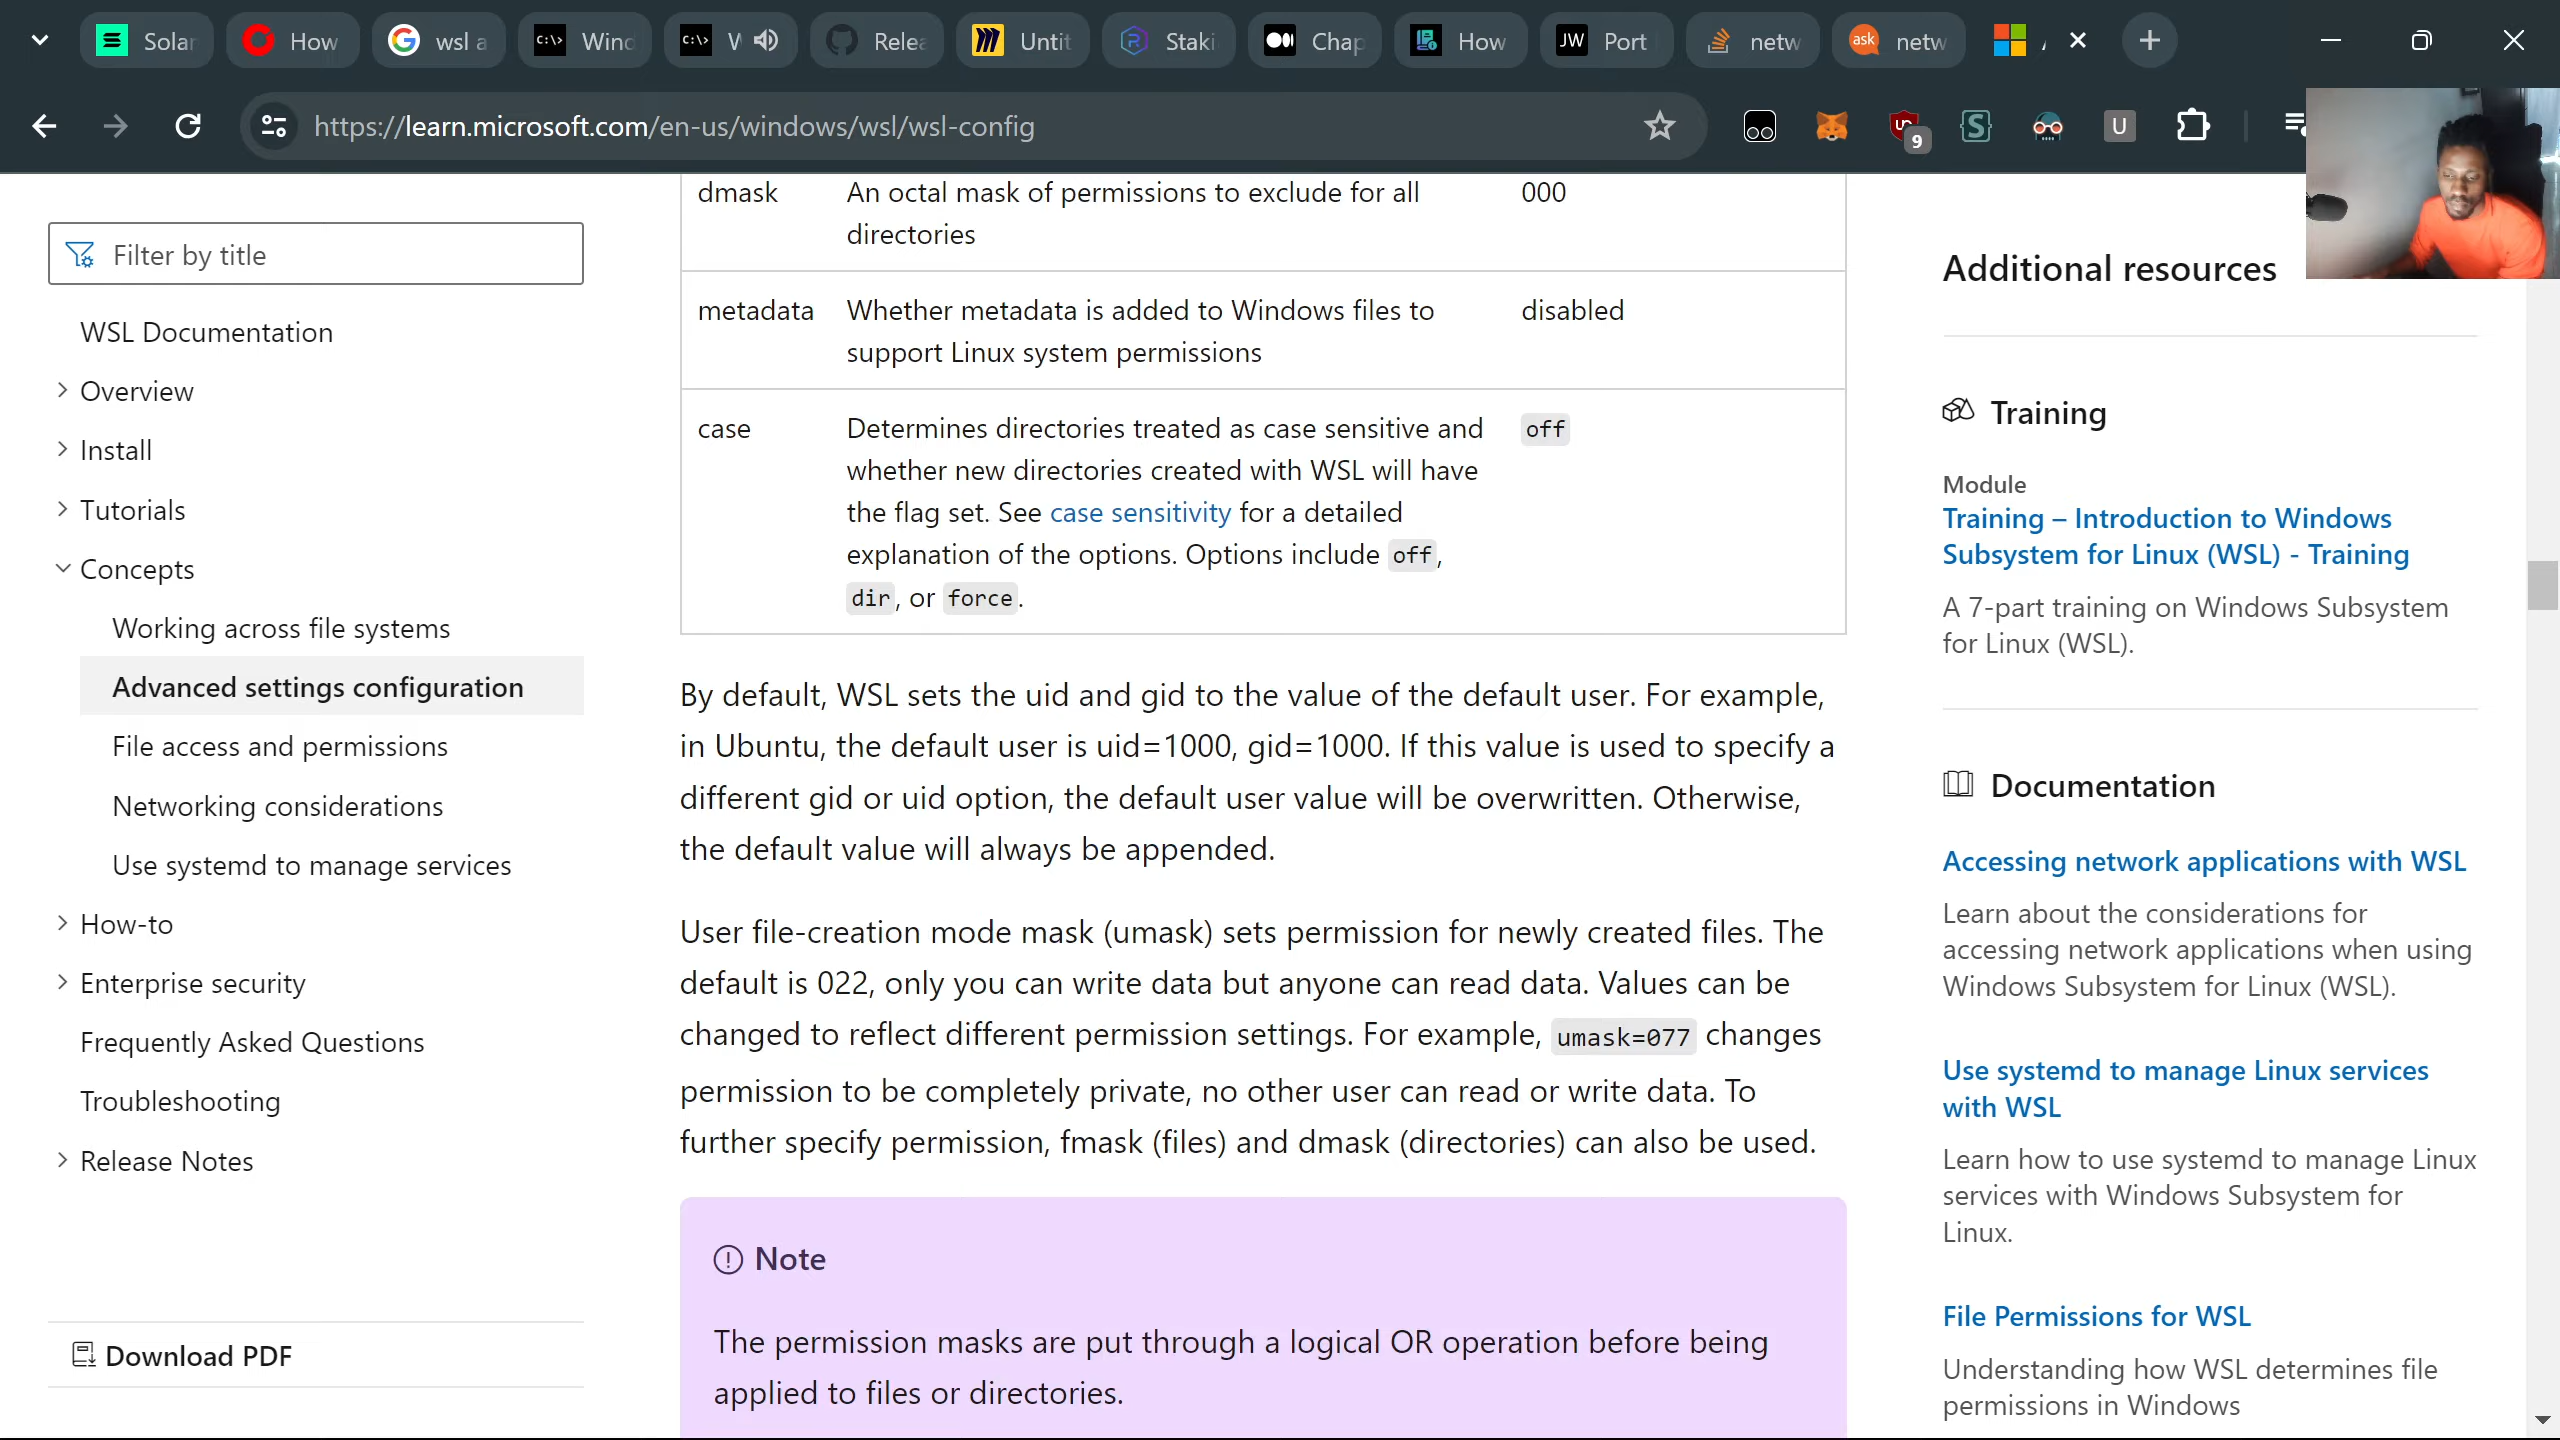 Solar
How
wsl a
Wind
W
Relea
Untit
Staki
Chap
How
JW Port
netw
ask netw
https://learn.microsoft.com/en-us/windows/wsl/wsl-config
9
U
Filter by title
WSL Documentation
Overview
Install
Tutorials
Concepts
Working across file systems
Advanced settings configuration
File access and permissions
Networking considerations
Use systemd to manage services
How-to
Enterprise security
Frequently Asked Questions
Troubleshooting
Release Notes
Download PDF
dmask An octal mask of permissions to exclude for all 000
directories
metadata Whether metadata is added to Windows files to disabled
support Linux system permissions
case Determines directories treated as case sensitive and off
whether new directories created with WSL will have
the flag set. See case sensitivity for a detailed
explanation of the options. Options include off,
dir, or force.
By default, WSL sets the uid and gid to the value of the default user. For example,
in Ubuntu, the default user is uid=1000, gid=1000. If this value is used to specify a
different gid or uid option, the default user value will be overwritten. Otherwise,
the default value will always be appended.
User file-creation mode mask (umask) sets permission for newly created files. The
default is 022, only you can write data but anyone can read data. Values can be
changed to reflect different permission settings. For example, umask=077 changes
permission to be completely private, no other user can read or write data. To
further specify permission, fmask (files) and dmask (directories) can also be used.
Note
The permission masks are put through a logical OR operation before being
applied to files or directories.
Additional resources
Training
Module
Training – Introduction to Windows
Subsystem for Linux (WSL) - Training
A 7-part training on Windows Subsystem
for Linux (WSL).
Documentation
Accessing network applications with WSL
Learn about the considerations for
accessing network applications when using
Windows Subsystem for Linux (WSL).
Use systemd to manage Linux services
with WSL
Learn how to use systemd to manage Linux
services with Windows Subsystem for
Linux.
File Permissions for WSL
Understanding how WSL determines file
permissions in Windows